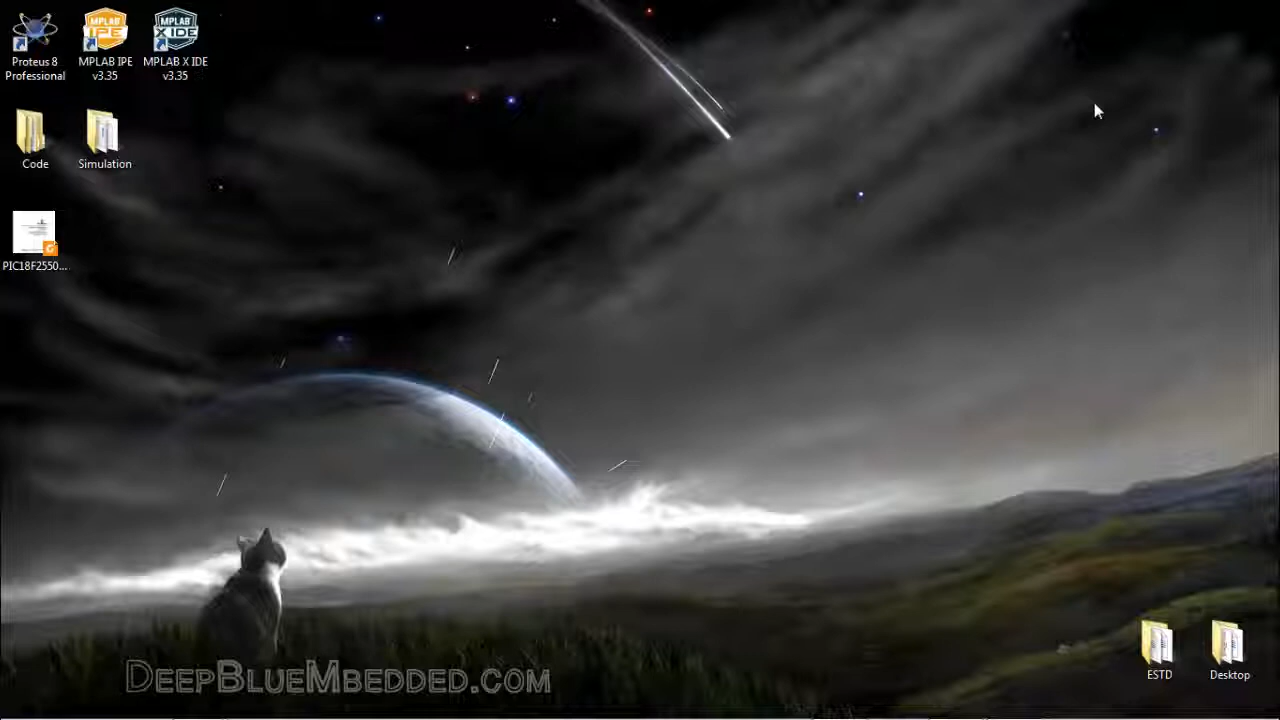 MPLAB
IPE
MPLAB
X IDE
Proteus 8
Professional
MPLAB IPE
v3.35
MPLAB X IDE
v3.35
Code
Simulation
PIC18F2550...
DEEPBLUEMBEDDED.COM
ESTD
Desktop